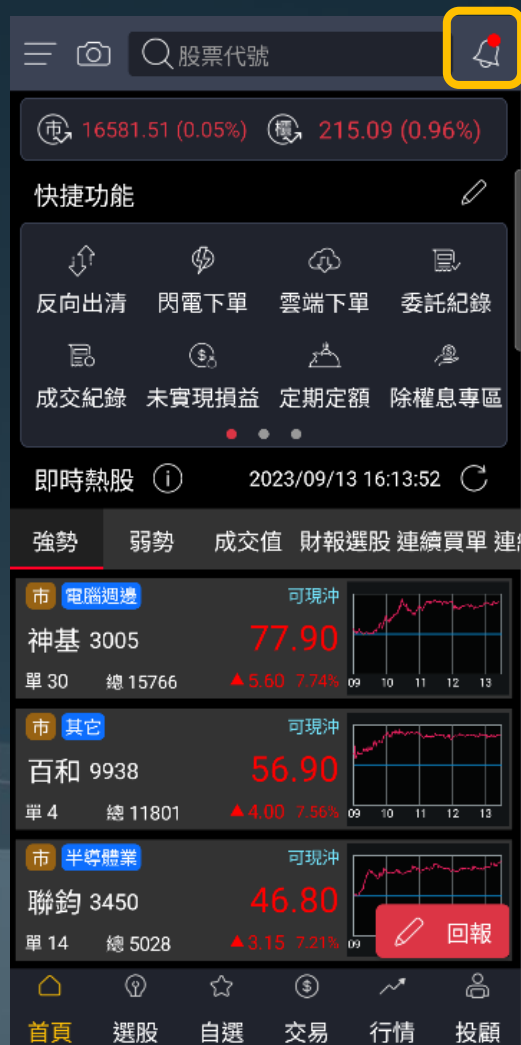 股票代號
市 16581.51 (0.05%) 櫃 215.09 (0.96%)
快捷功能
反向出清 閃電下單 雲端下單 委託紀錄
成交紀錄 未實現損益 定期定額 除權息專區
即時熱股 2023/09/13 16:13:52
強勢 弱勢 成交值 財報選股 連續買單
市 電腦週邊 可現沖
神基 3005 77.90
單 30 總 15766 ▲5.60 7.74% 09 10 11 12 13
市 其它 可現沖
百和 9938 56.90
單 4 總 11801 ▲4.00 7.56% 09 10 11 12 13
市 半導體業 可現沖
聯鈞 3450 46.80
單 14 總 5028 ▲3.15 7.21% 09
回報
首頁 選股 自選 交易 行情 投顧